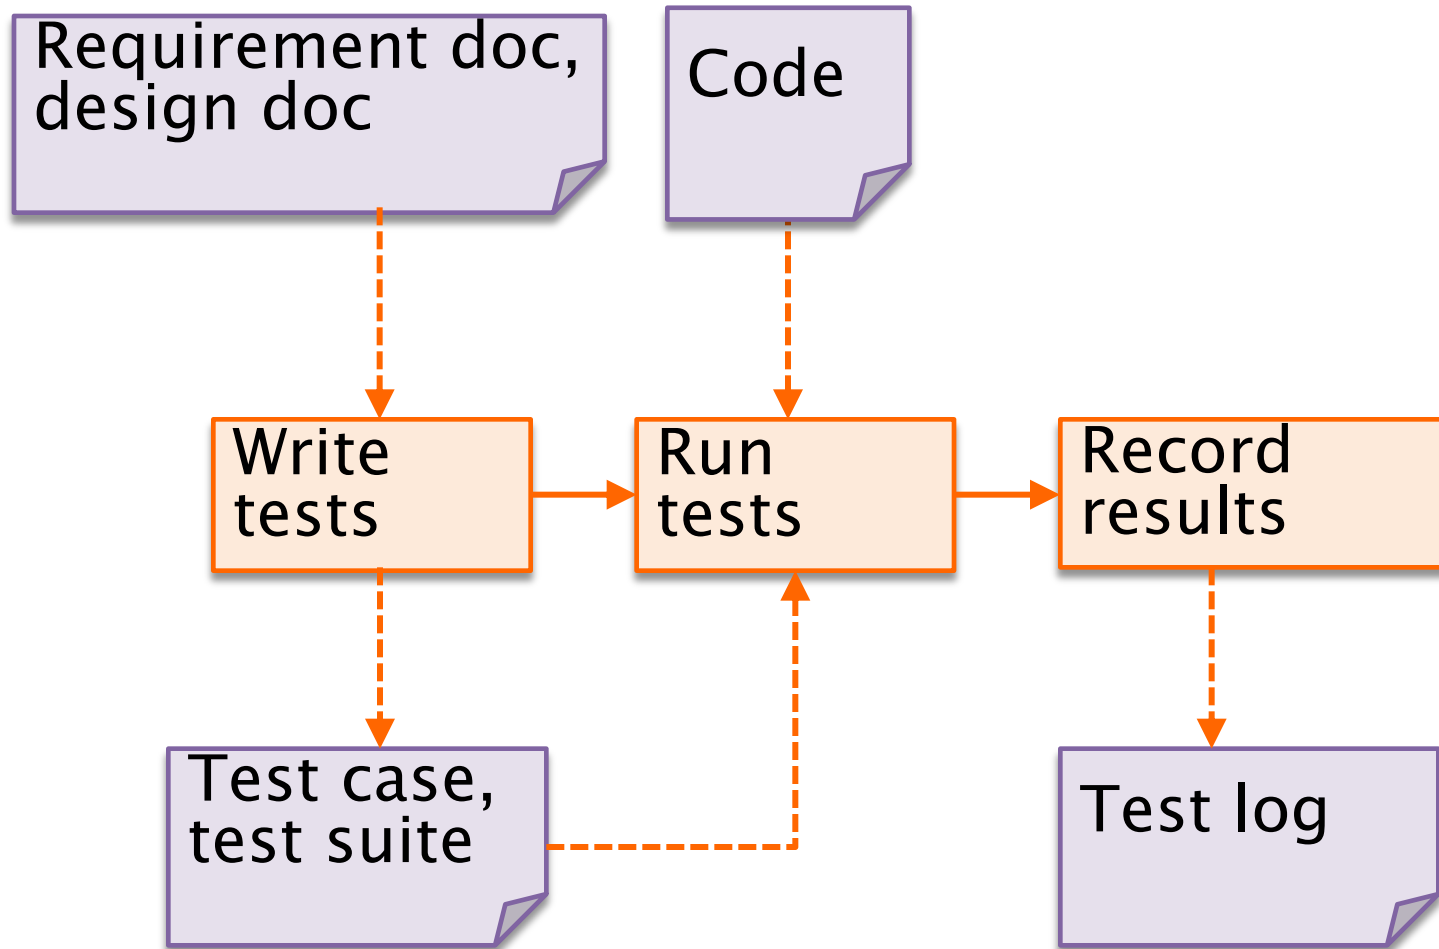 Requirement doc,
design doc
Code
Write
tests
Run
tests
Record
results
Test case,
test suite
Test log